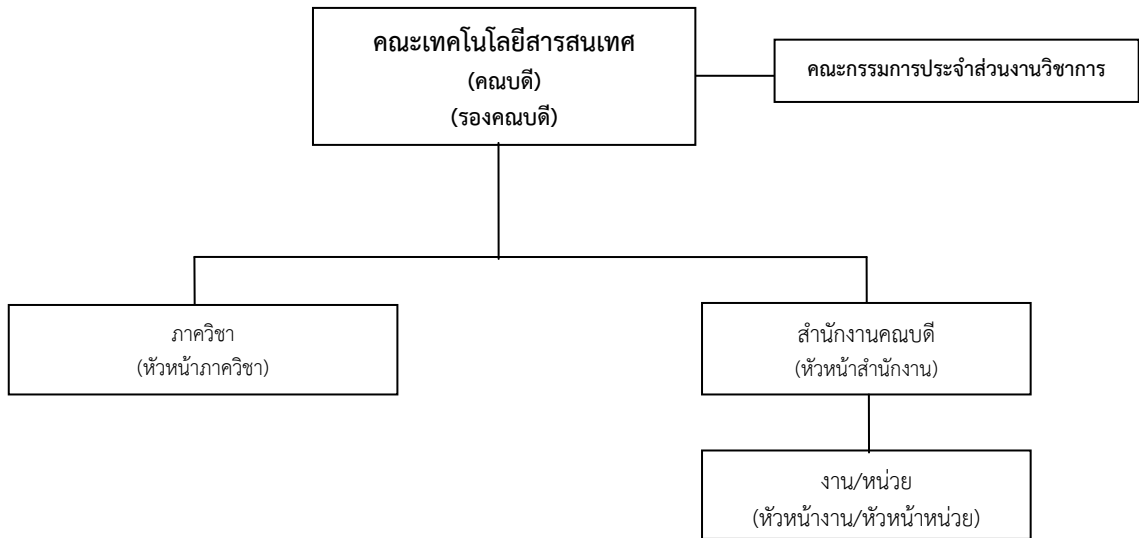 คณะเทคโนโลยีสารสนเทศ
(คณบดี)
(รองคณบดี)
คณะกรรมการประจำส่วนงานวิชาการ
ภาควิชา
(หัวหน้าภาควิชา)
สำนักงานคณบดี
(หัวหน้าสำนักงาน)
งาน/หน่วย
(หัวหน้างาน/หัวหน้าหน่วย)